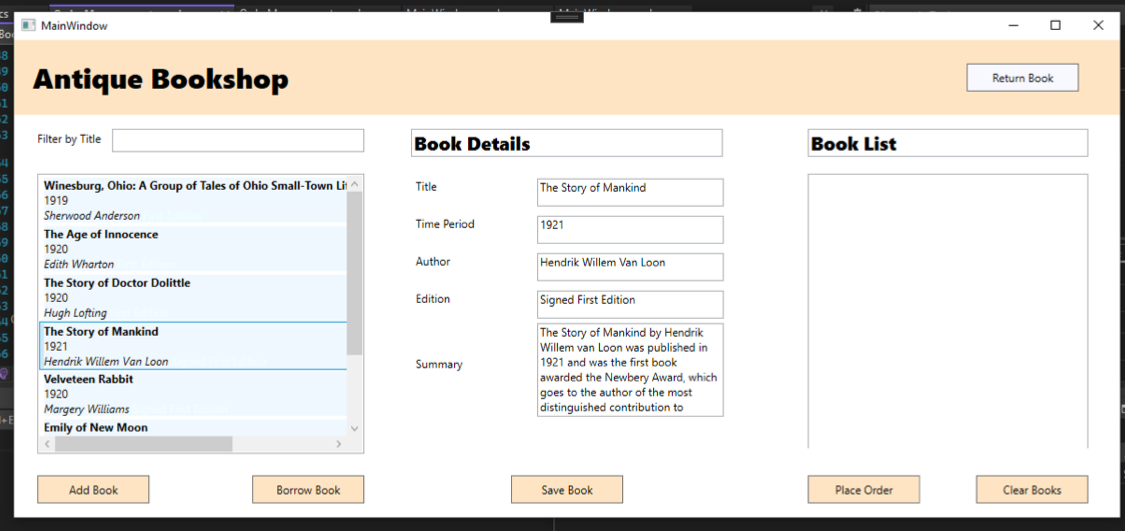 MainWindow
Antique Bookshop
Return Book
Filter by Title
Winesburg, Ohio: A Group of Tales of Ohio Small-Town
1919
Sherwood Anderson
The Age of Innocence
1920
Edith Wharton
The Story of Doctor Dolittle
1920
Hugh Lofting
The Story of Mankind
1921
Hendrik Willem Van Loon
Velveteen Rabbit
1920
Margery Williams
Emily of New Moon
Add Book
Borrow Book
Book Details
Title
The Story of Mankind
Time Period
1921
Author
Hendrik Willem Van Loon
Edition
Signed First Edition
Summary
The Story of Mankind by Hendrik
Willem van Loon was published in
1921 and was the first book
awarded the Newbery Award, which
goes to the author of the most
distinguished contribution to
Save Book
Book List
Place Order
Clear Books